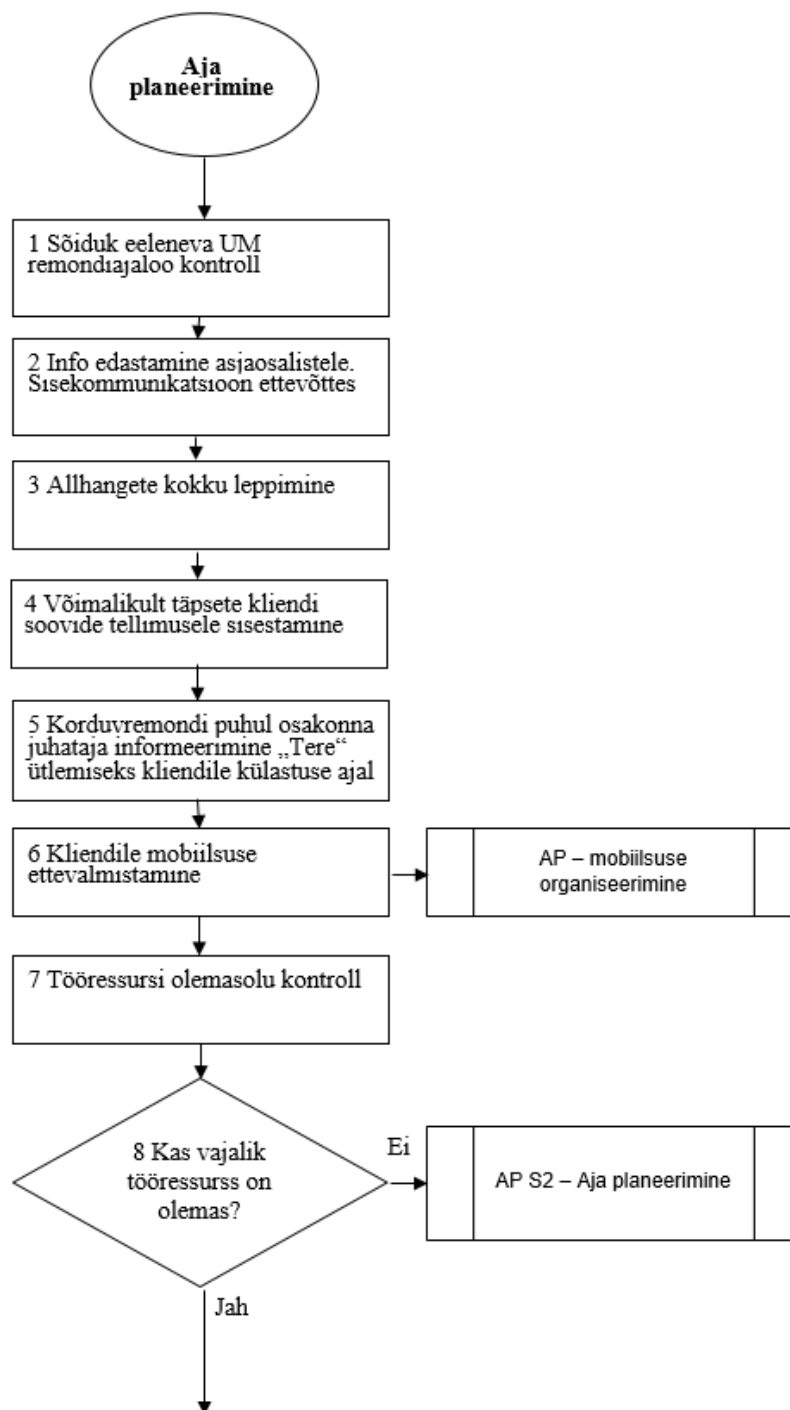 Aja
planeerimine
1 Sõiduk eeleneva UM
remondiajaloo kontroll
2 Info edastamine asjaosalistele.
Sisekommunikatsioon ettevõttes
3 Allhangete kokku leppimine
4 Võimalikult täpsete kliendi
soovide tellimusele sisestamine
5 Korduvremondi puhul osakonna
juhataja informeerimine „Tere“
ütlemiseks kliendile külastuse ajal
6 Kliendile mobiilsuse
ettevalmistamine
AP – mobiilsuse
organiseerimine
7 Tööressursi olemasolu kontroll
8 Kas vajalik
tööressurss on
olemas?
Ei
AP S2 – Aja planeerimine
Jah